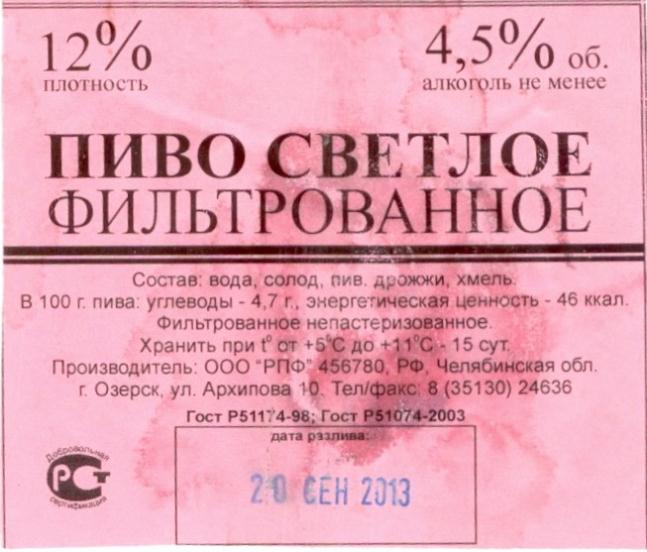 12%
плотность
4,5% об.
алкоголь не менее
ПИВО СВЕТЛОЕ
ФИЛЬТРОВАННОЕ
Состав: вода, солод, пив. дрожжи, хмель.
В 100 г. пива: углеводы - 4,7 г., энергетическая ценность - 46 ккал.
Фильтрованное непастеризованное.
Хранить при t° от +5°С до +11°С - 15 сут.
Производитель: ООО "РПФ" 456780, РФ, Челябинская обл.
г. Озерск, ул. Архипова 10, Тел/факс: 8 (35130) 24636
Гост Р51174-98; Гост Р51074-2003
дата розлива:
20 СЕН 2013
Добровольная
РСТ
сертификация